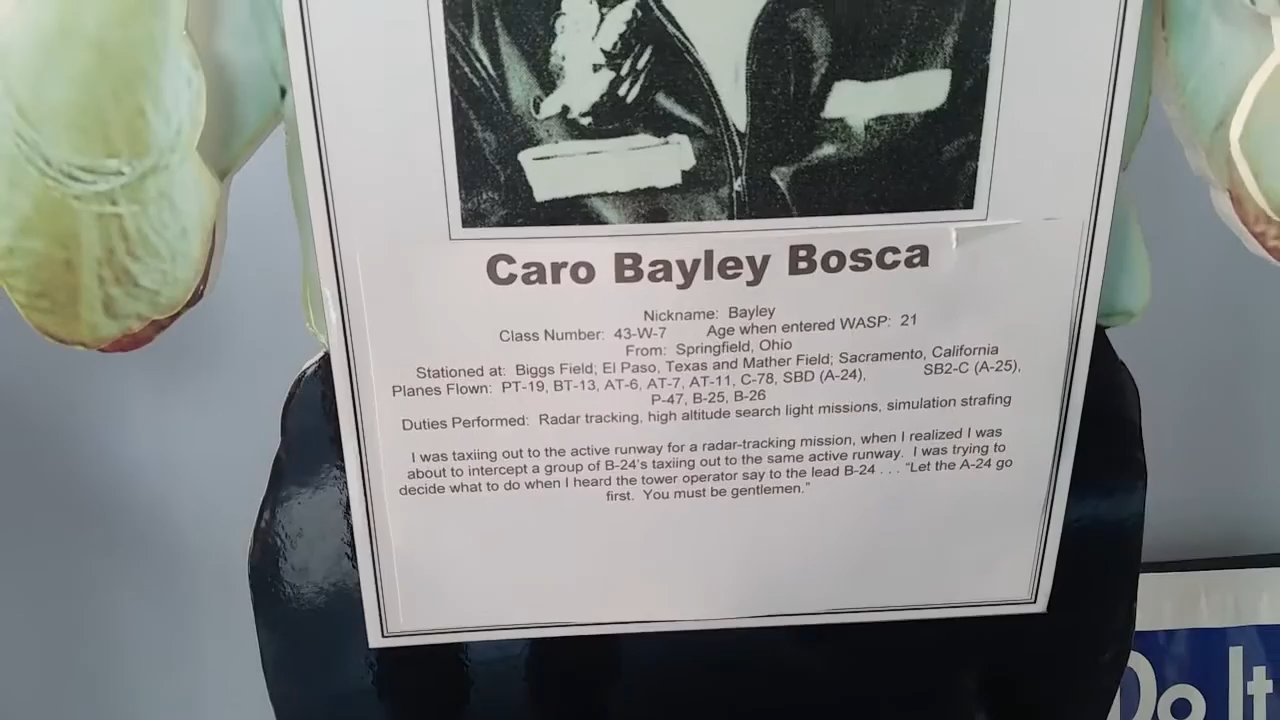 Caro Bayley Bosca
Nickname: Bayley
Class Number: 43-W-7 Age when entered WASP: 21
From: Springfield, Ohio
Stationed at: Biggs Field; El Paso, Texas and Mather Field; Sacramento, California
Planes Flown: PT-19, BT-13, AT-6, AT-7, AT-11, C-78, SBD (A-24), SB2-C (A-25),
P-47, B-25, B-26
Duties Performed: Radar tracking, high altitude search light missions, simulation strafing
I was taxiing out to the active runway for a radar-tracking mission, when I realized I was
about to intercept a group of B-24's taxiing out to the same active runway. I was trying to
decide what to do when I heard the tower operator say to the lead B-24 . . . "Let the A-24 go
first. You must be gentlemen."
Do It